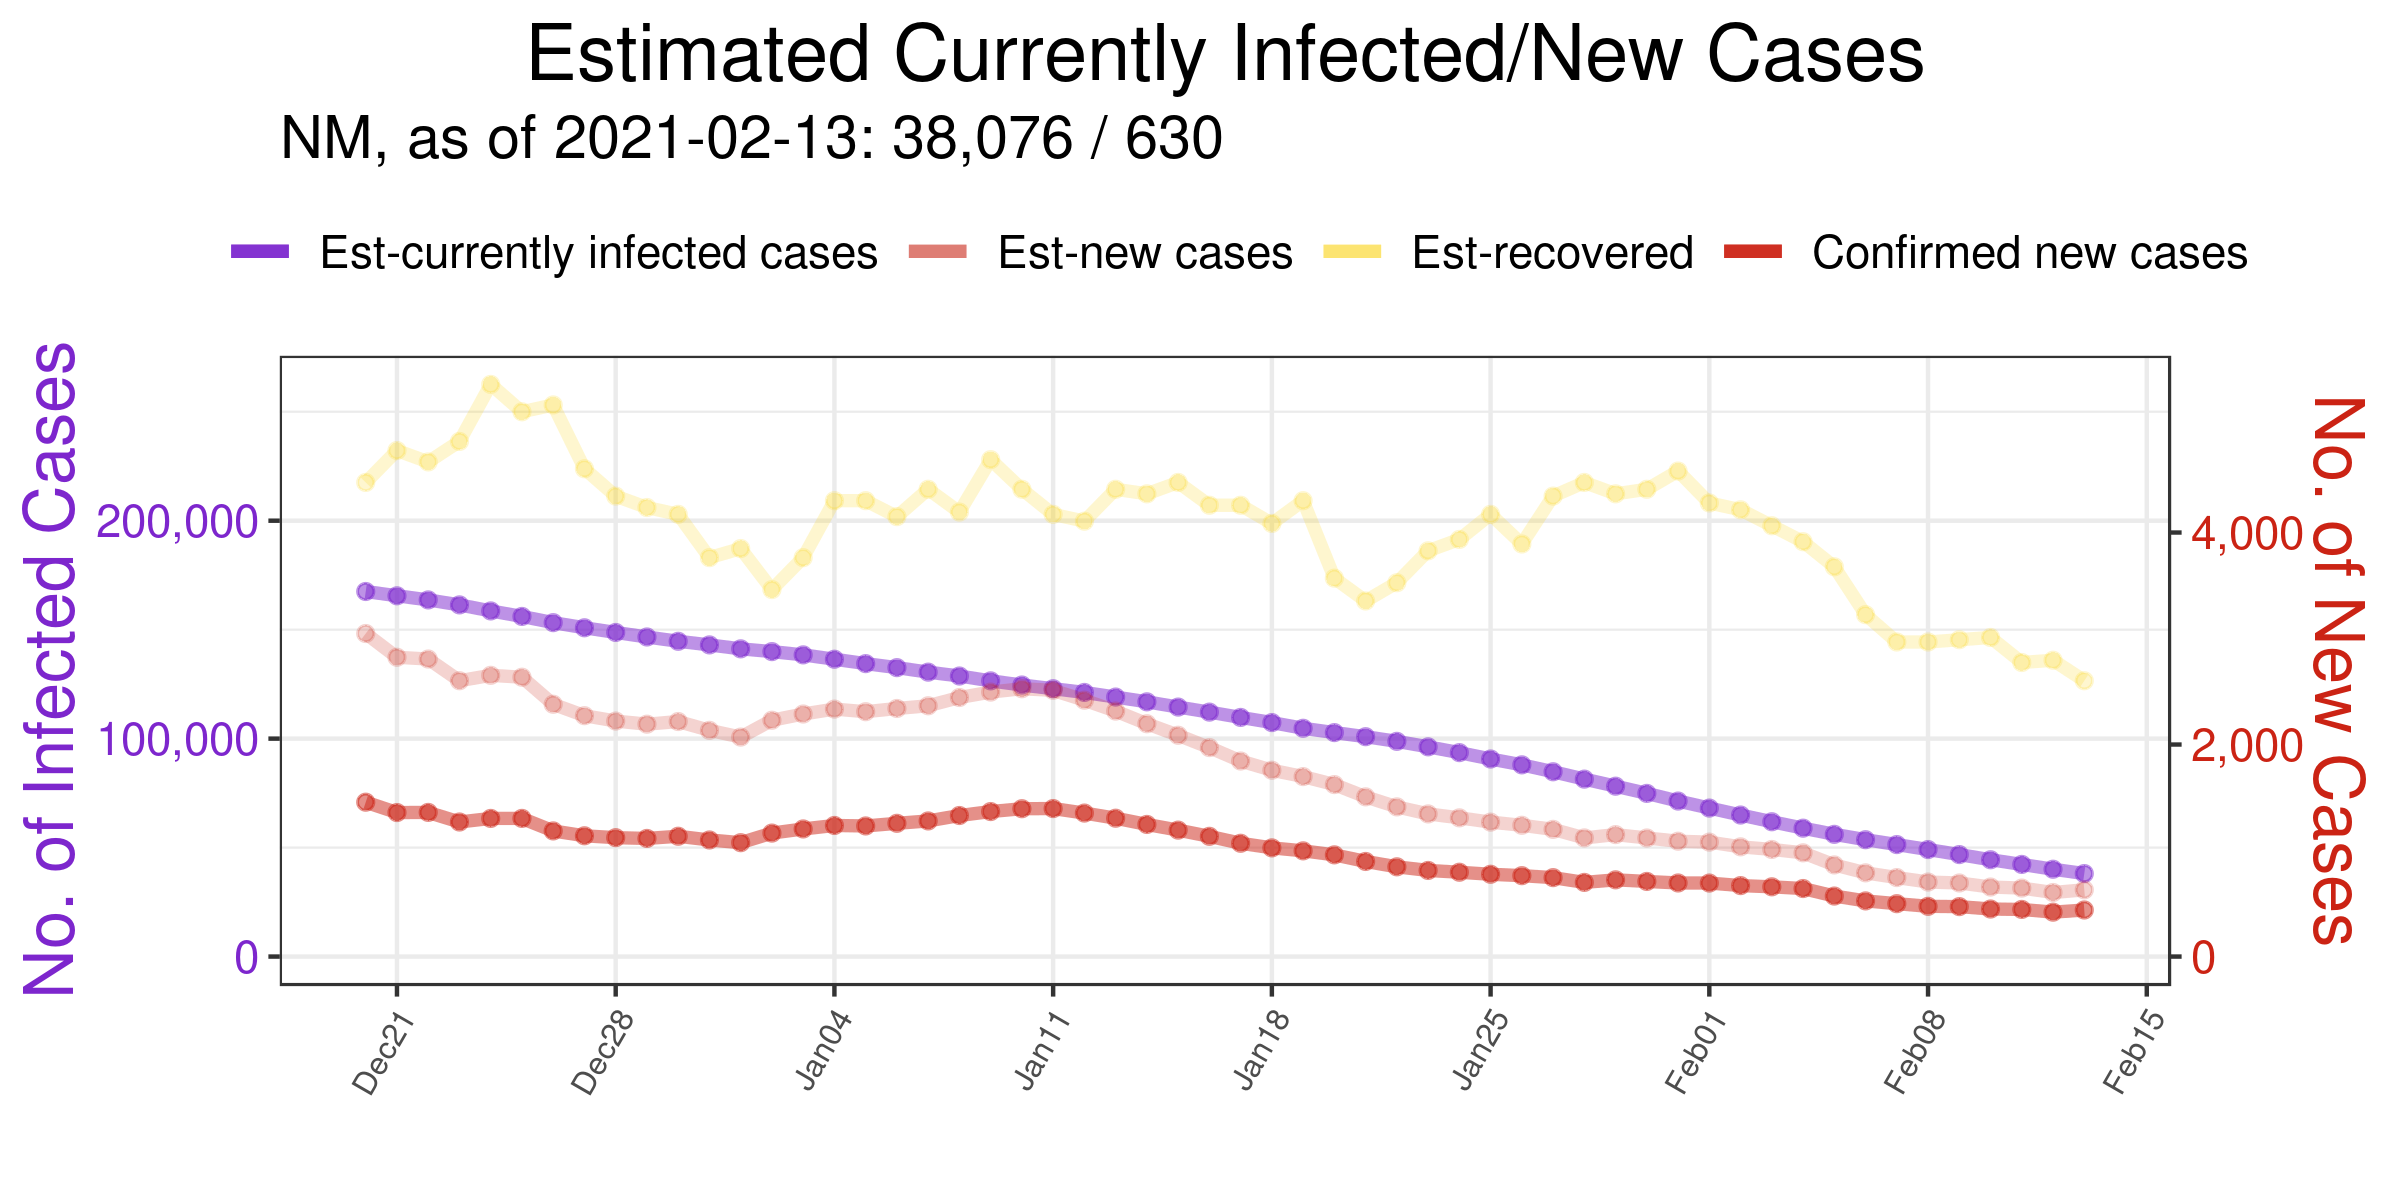 Estimated Currently Infected/New Cases
NM, as of 2021-02-13: 38,076 / 630
Est-currently infected cases Est-new cases Est-recovered Confirmed new cases
No. of Infected Cases
200,000
100,000
0
4,000
2,000
0
No. of New Cases
Dec21 Dec28 Jan04 Jan11 Jan18 Jan25 Feb01 Feb08 Feb15